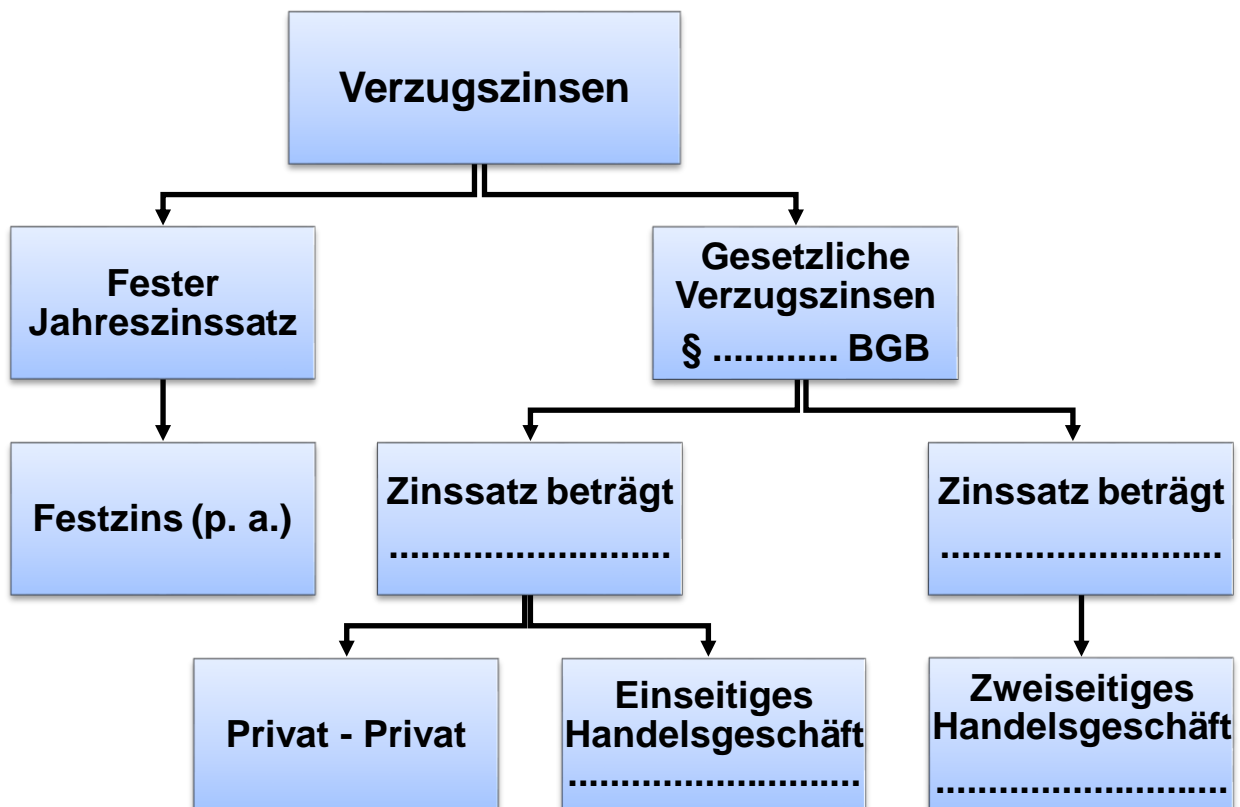 Verzugszinsen
Fester
Jahreszinssatz
Gesetzliche
Verzugszinsen
§ ............ BGB
Festzins (p. a.)
Zinssatz beträgt
...........................
Zinssatz beträgt
...........................
Privat - Privat
Einseitiges
Handelsgeschäft
............................
Zweiseitiges
Handelsgeschäft
............................